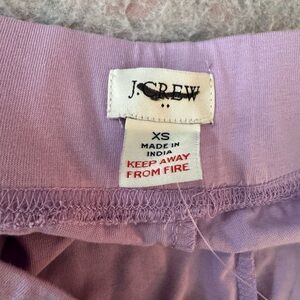 J.CREW
XS
MADE IN
INDIA
KEEP AWAY
FROM FIRE